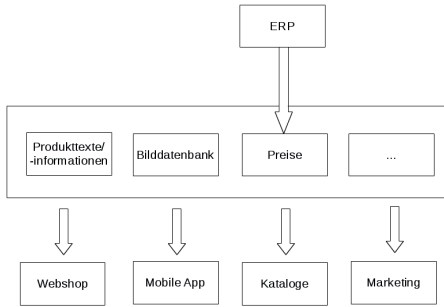 ERP
Produkttexte/
-informationen
Bilddatenbank
Preise
...
Webshop
Mobile App
Kataloge
Marketing